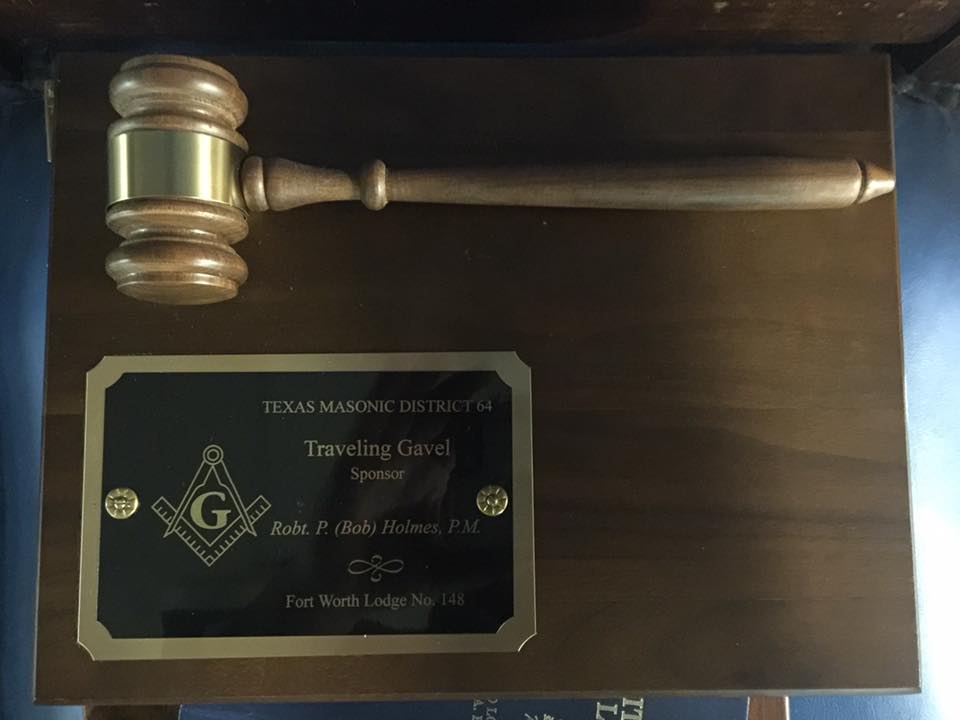 TEXAS MASONIC DISTRICT 64
Traveling Gavel
Sponsor
G
Robt. P. (Bob) Holmes, P.M.
Fort Worth Lodge No. 148